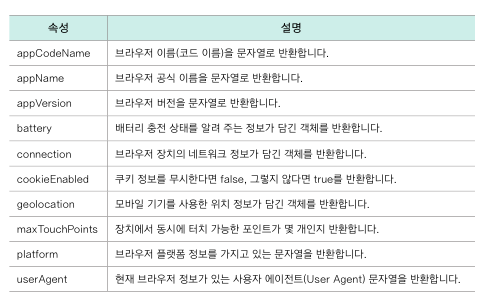 속성 설명
appCodeName 브라우저 이름(코드 이름)을 문자열로 반환합니다.
appName 브라우저 공식 이름을 문자열로 반환합니다.
appVersion 브라우저 버전을 문자열로 반환합니다.
battery 배터리 충전 상태를 알려 주는 정보가 담긴 객체를 반환합니다.
connection 브라우저 장치의 네트워크 정보가 담긴 객체를 반환합니다.
cookieEnabled 쿠키 정보를 무시한다면 false, 그렇지 않다면 true를 반환합니다.
geolocation 모바일 기기를 사용한 위치 정보가 담긴 객체를 반환합니다.
maxTouchPoints 장치에서 동시에 터치 가능한 포인트가 몇 개인지 반환합니다.
platform 브라우저 플랫폼 정보를 가지고 있는 문자열을 반환합니다.
userAgent 현재 브라우저 정보가 있는 사용자 에이전트(User Agent) 문자열을 반환합니다.